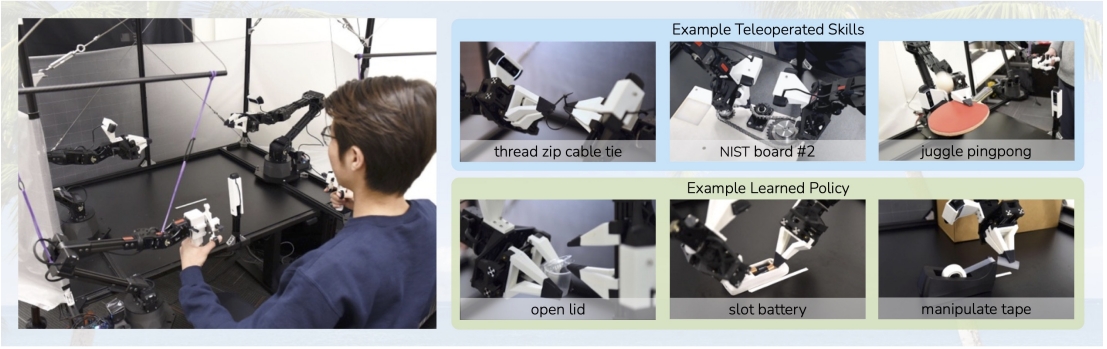 Example Teleoperated Skills
thread zip cable tie
NIST board #2
juggle pingpong
Example Learned Policy
open lid
slot battery
manipulate tape